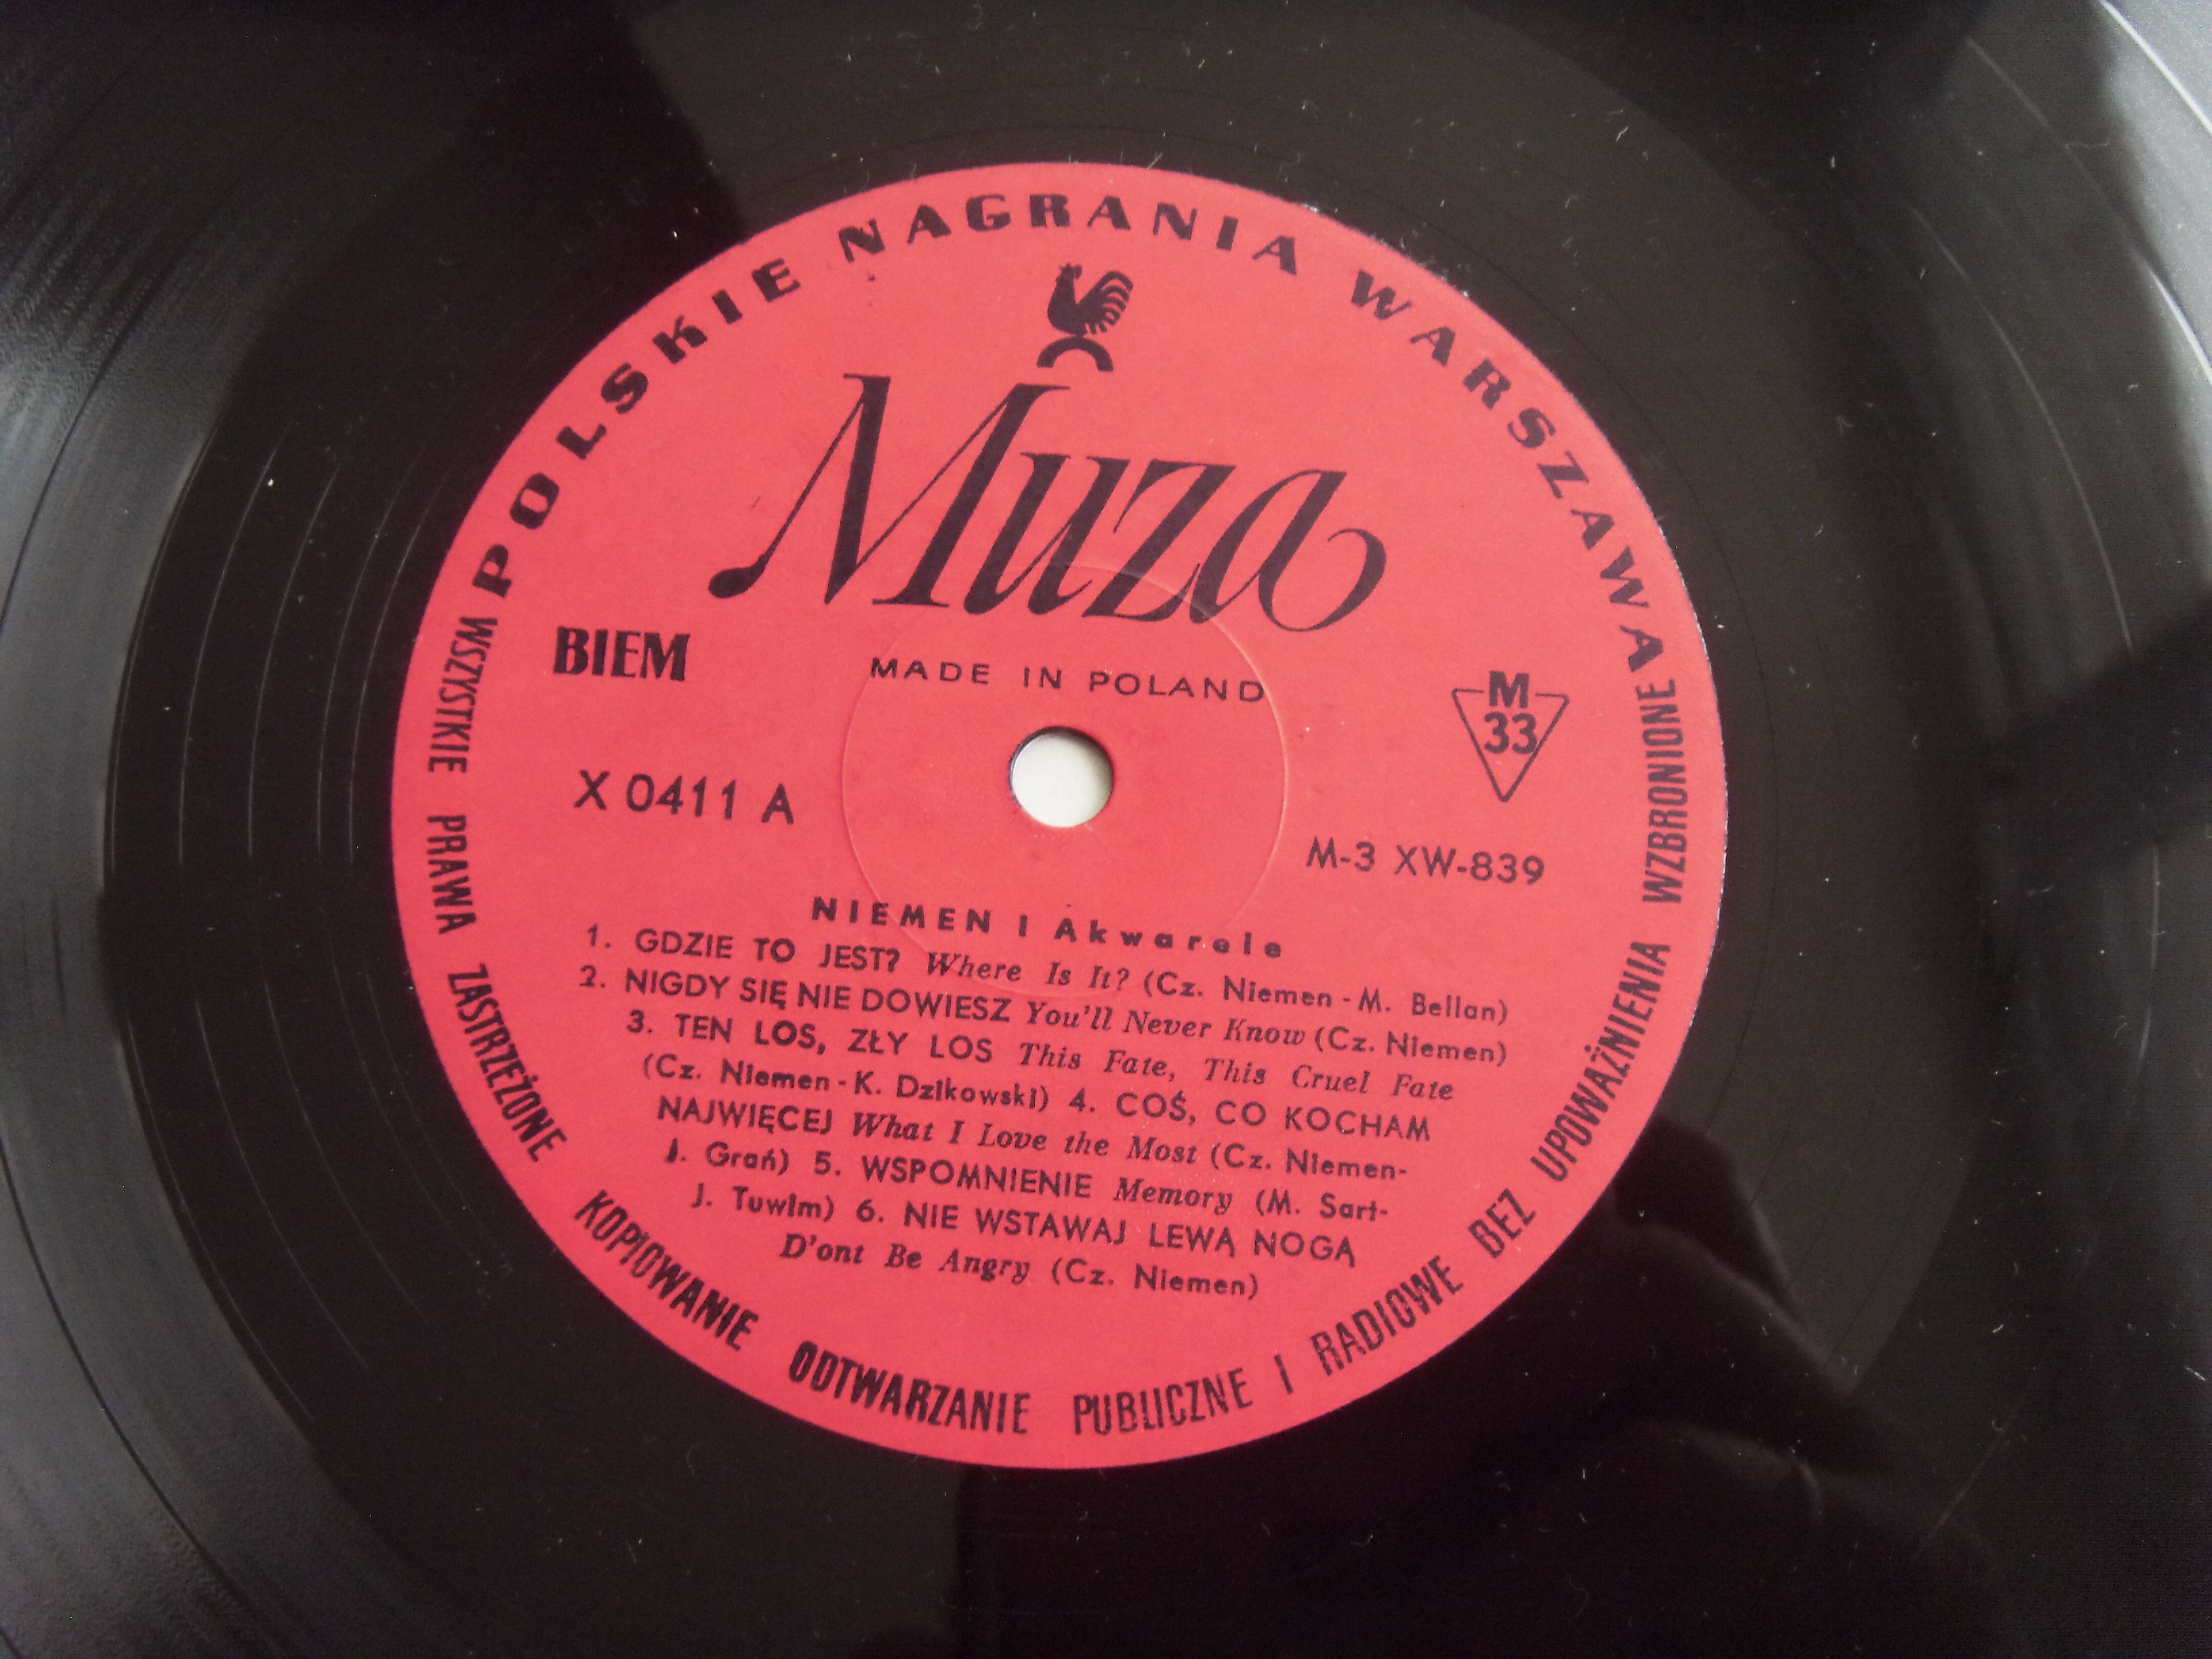 POLSKIE NAGRANIA WARSZAWA
Muza
BIEM
MADE IN POLAND
M
33
X 0411 A
M-3 XW-839
NIEMEN I Akwarele
1. GDZIE TO JEST? Where Is It? (Cz. Niemen - M. Bellan)
2. NIGDY SIĘ NIE DOWIESZ You'll Never Know (Cz. Niemen)
3. TEN LOS, ZŁY LOS This Fate, This Cruel Fate
(Cz. Niemen - K. Dzikowski) 4. COŚ, CO KOCHAM
NAJWIĘCEJ What I Love the Most (Cz. Niemen-
J. Grań) 5. WSPOMNIENIE Memory (M. Sart-
J. Tuwim) 6. NIE WSTAWAJ LEWĄ NOGĄ
D'ont Be Angry (Cz. Niemen)
WSZYSTKIE PRAWA ZASTRZEŻONE KOPIOWANIE ODTWARZANIE PUBLICZNE I RADIOWE BEZ UPOWAŻNIENIA WZBRONIONE